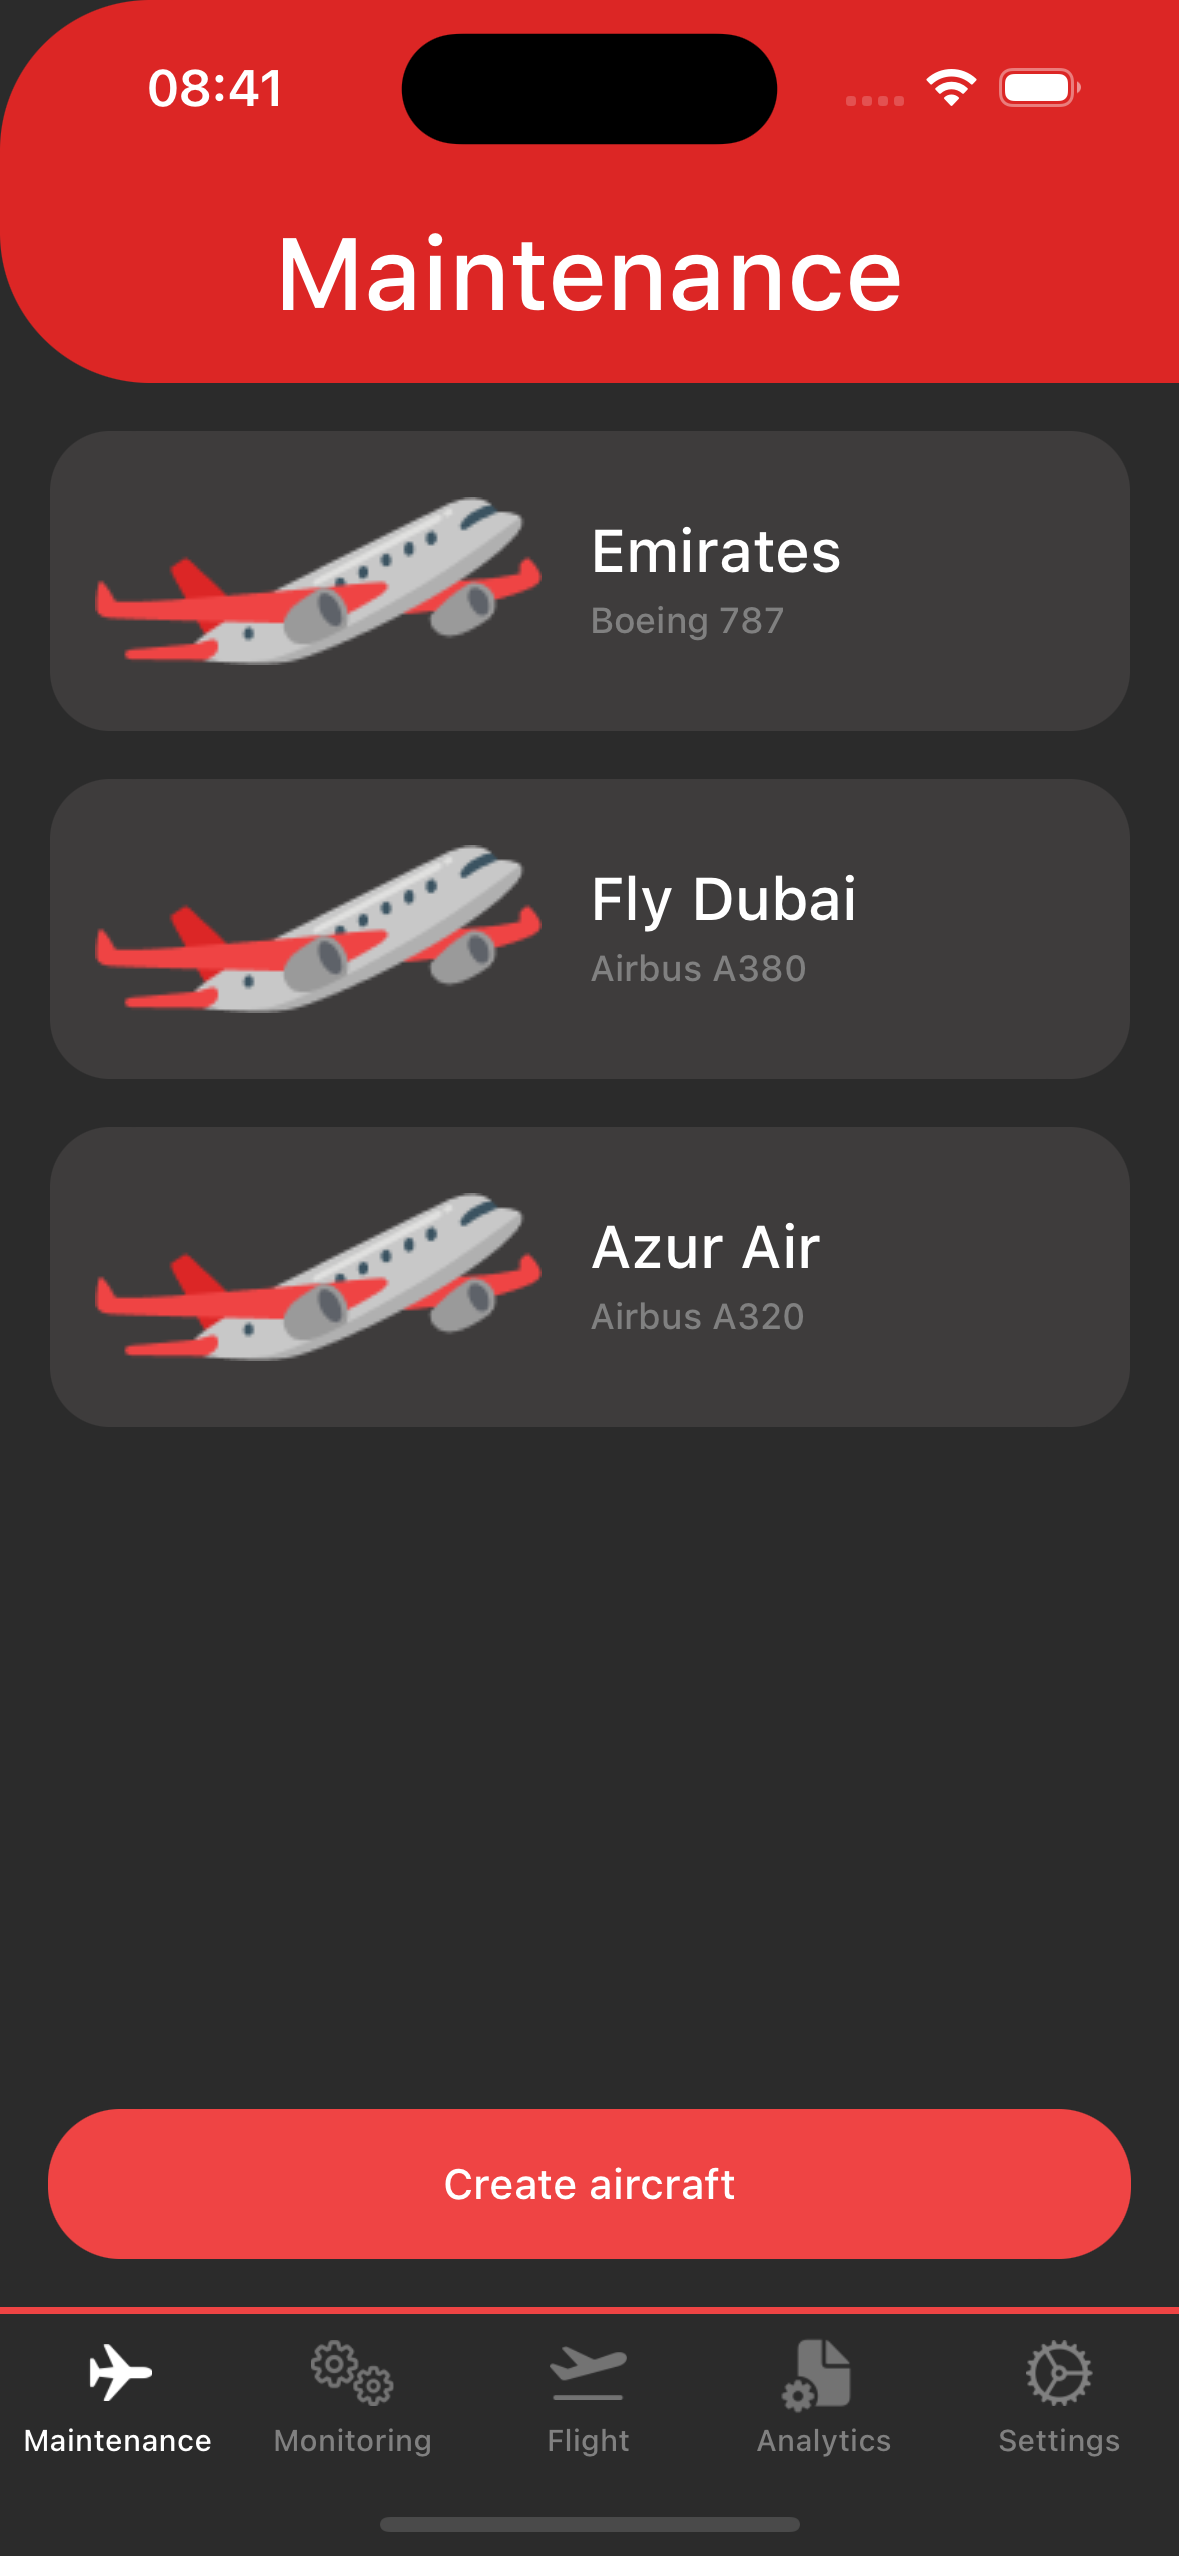 08:41
Maintenance
Emirates
Boeing 787
Fly Dubai
Airbus A380
Azur Air
Airbus A320
Create aircraft
Maintenance
Monitoring
Flight
Analytics
Settings